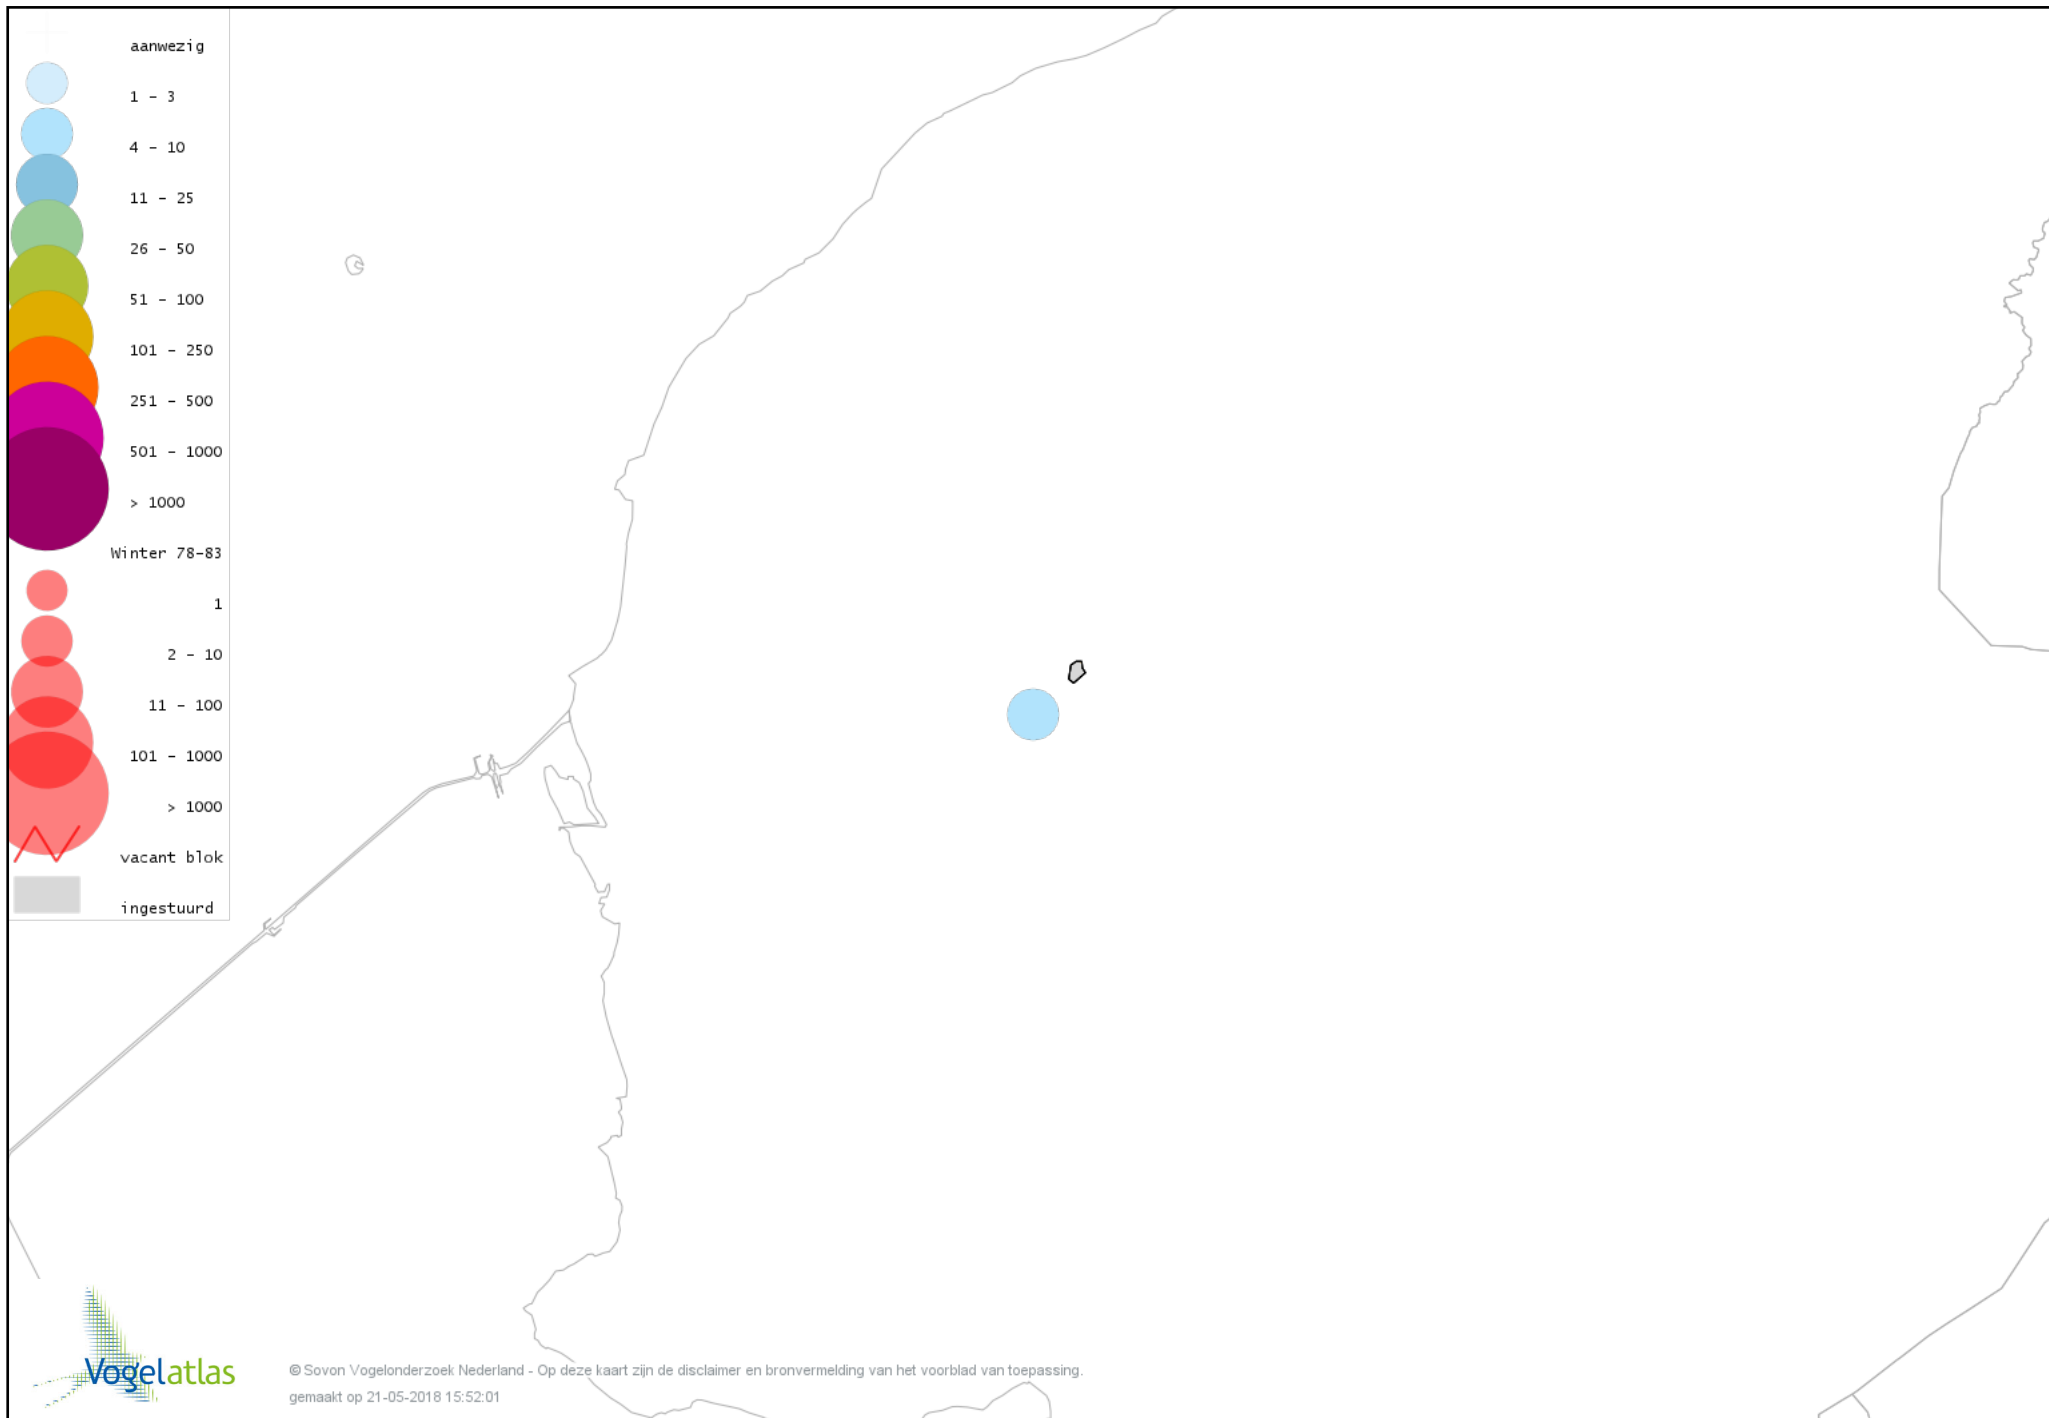 aanwezig
1 - 3
4 - 10
11 - 25
26 - 50
51 - 100
101 - 250
251 - 500
501 - 1000
> 1000
Winter 78-83
1
2 - 10
11 - 100
101 - 1000
> 1000
vacant blok
ingestuurd
Vogelatlas
© Sovon Vogelonderzoek Nederland - Op deze kaart zijn de disclaimer en bronvermelding van het voorblad van toepassing.
gemaakt op 21-05-2018 15:52:01